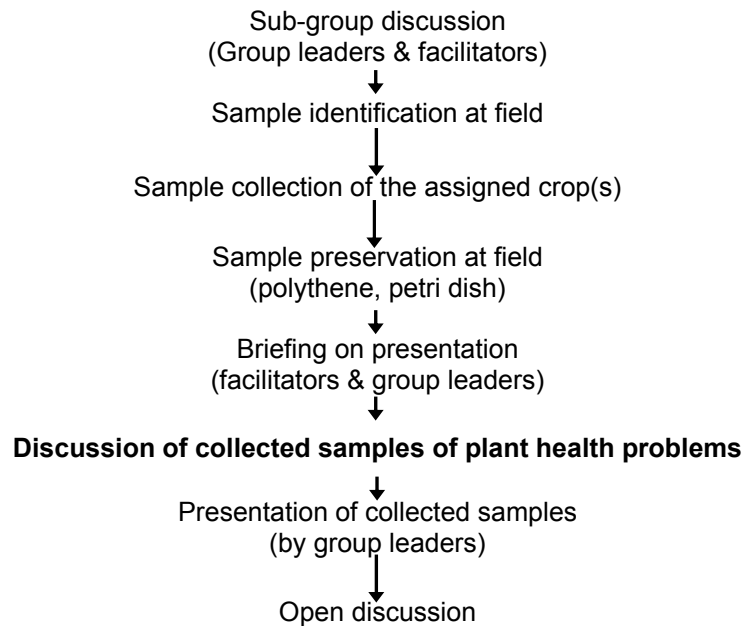 Sub-group discussion
(Group leaders & facilitators)
Sample identification at field
Sample collection of the assigned crop(s)
Sample preservation at field
(polythene, petri dish)
Briefing on presentation
(facilitators & group leaders)
Discussion of collected samples of plant health problems
Presentation of collected samples
(by group leaders)
Open discussion